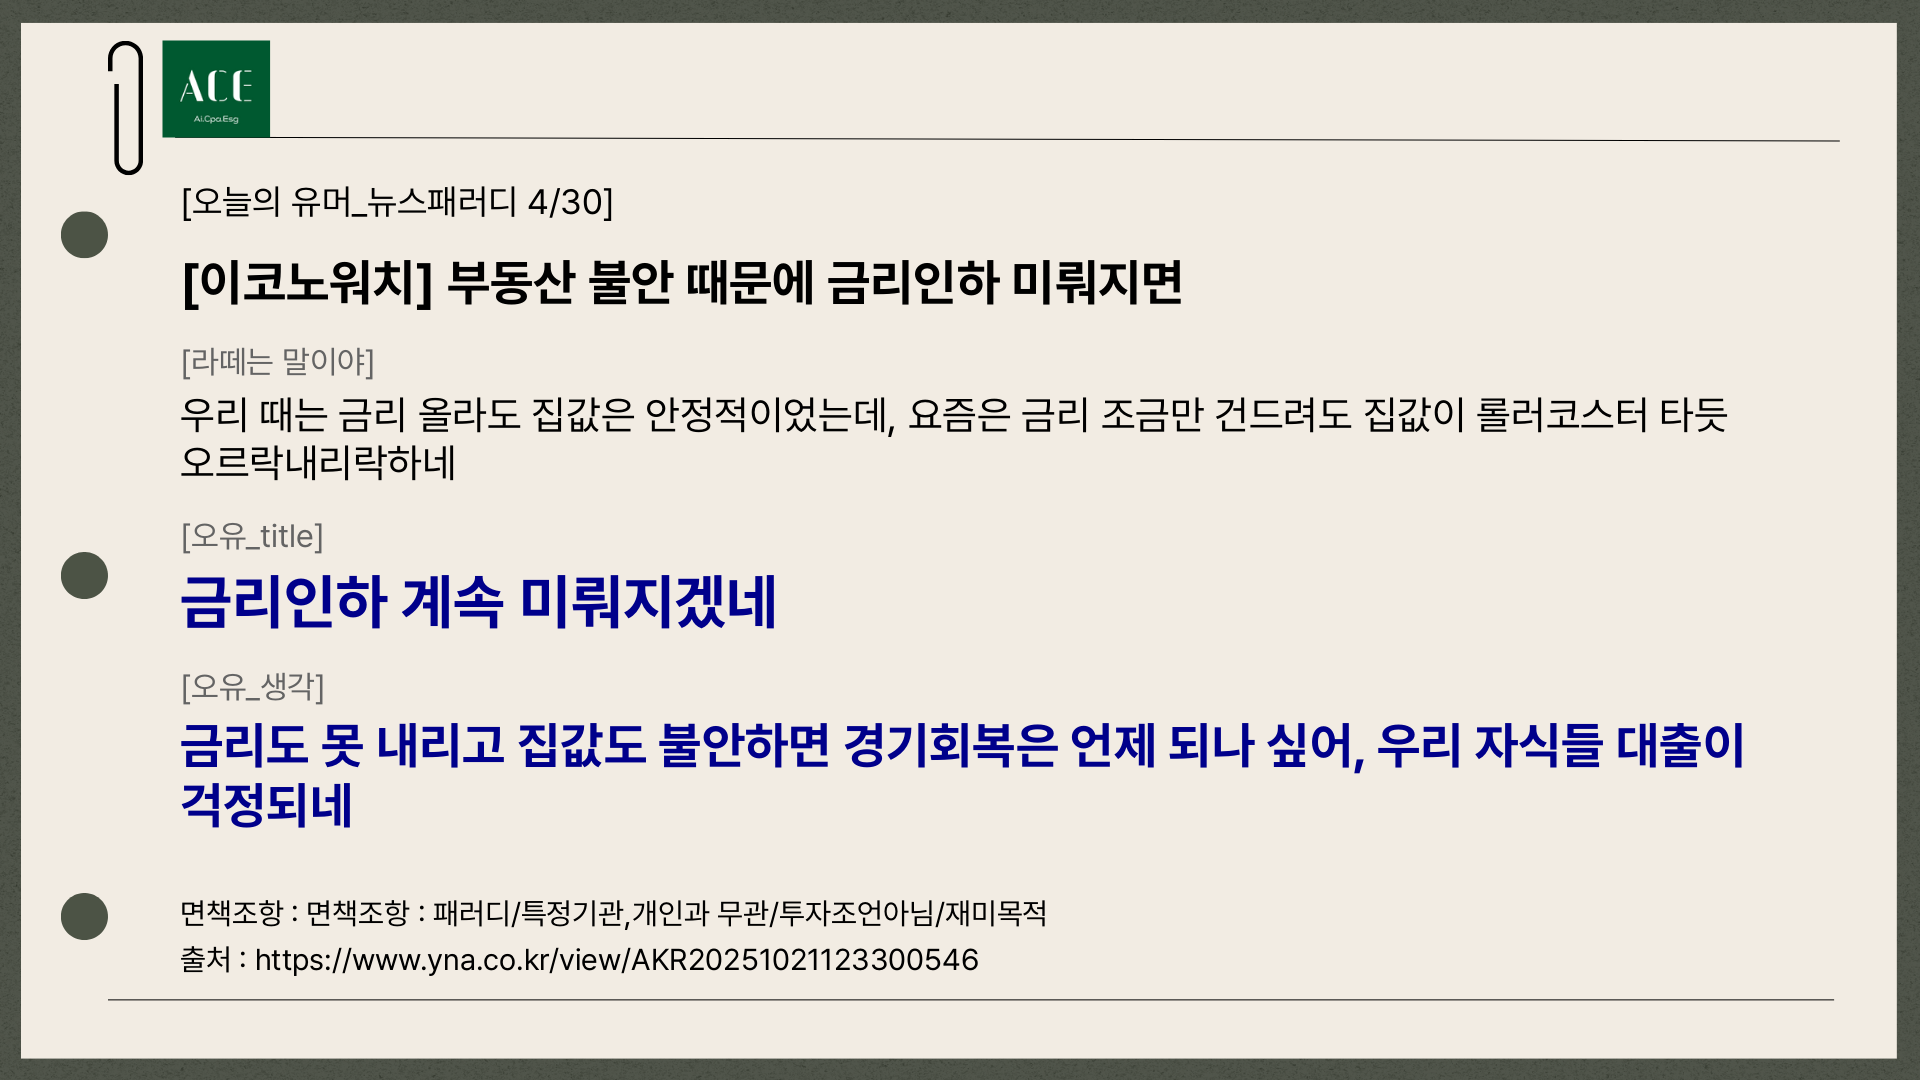 ACE
Ai.Cpa.Esg
[오늘의 유머_뉴스패러디 4/30]
[이코노워치] 부동산 불안 때문에 금리인하 미뤄지면
[라떼는 말이야]
우리 때는 금리 올라도 집값은 안정적이었는데, 요즘은 금리 조금만 건드려도 집값이 롤러코스터 타듯
오르락내리락하네
[오유_title]
금리인하 계속 미뤄지겠네
[오유_생각]
금리도 못 내리고 집값도 불안하면 경기회복은 언제 되나 싶어, 우리 자식들 대출이
걱정되네
면책조항 : 면책조항 : 패러디/특정기관,개인과 무관/투자조언아님/재미목적
출처 : https://www.yna.co.kr/view/AKR20251021123300546